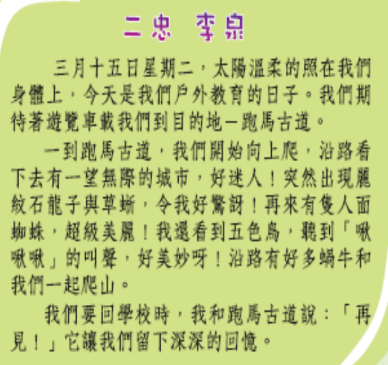 二忠 李泉
三月十五日星期二，太陽溫柔的照在我們
身體上，今天是我們戶外教育的日子。我們期
待著遊覽車載我們到目的地－跑馬古道。
一到跑馬古道，我們開始向上爬，沿路看
下去有一望無際的城市，好迷人！突然出現麗
紋石龍子與草蜥，令我好驚訝！再來有隻人面
蜘蛛，超級美麗！我還看到五色鳥，聽到「啾
啾啾」的叫聲，好美妙呀！沿路有好多蝸牛和
我們一起爬山。
我們要回學校時，我和跑馬古道說：「再
見！」它讓我們留下深深的回憶。